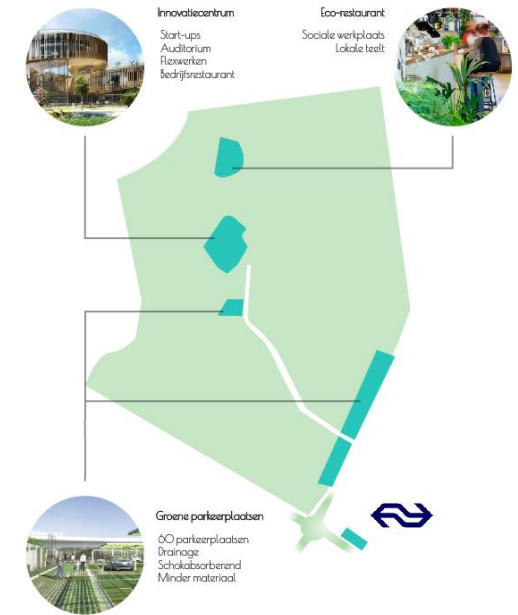 Innovatiecentrum
Start-ups
Auditorium
Flexwerken
Bedrijfsrestaurant
Eco-restaurant
Sociale werkplaats
Lokale teelt
Groene parkeerplaatsen
60 parkeerplaatsen
Drainage
Schokabsorberend
Minder materiaal